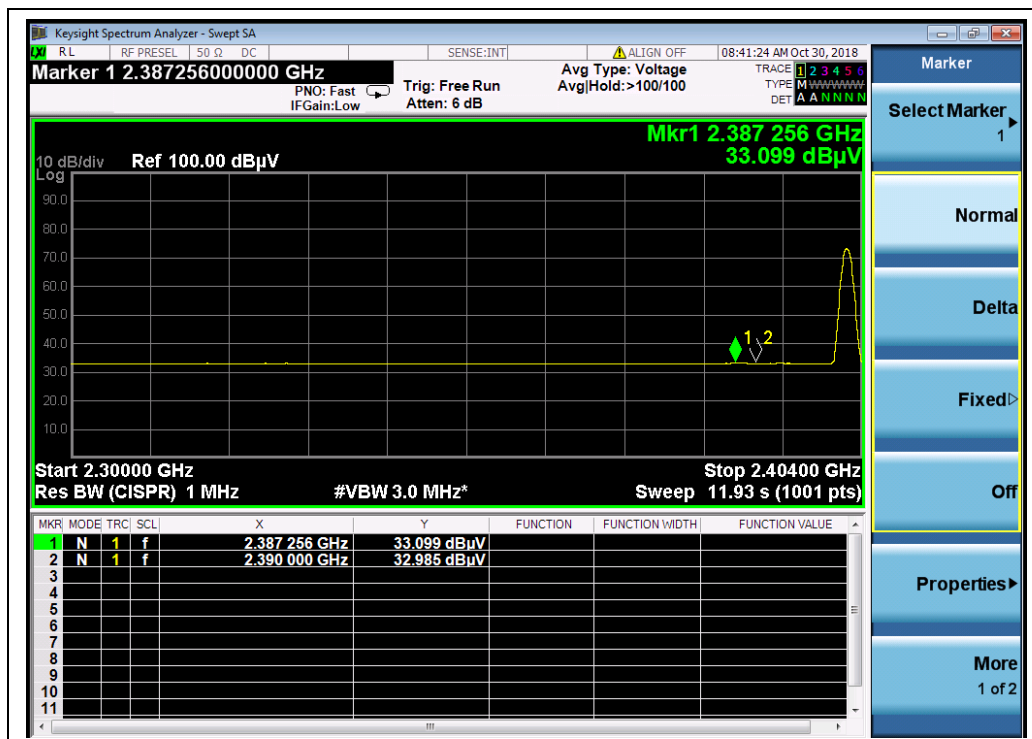 Keysight Spectrum Analyzer - Swept SA
LXI RL RF PRESEL 50 Ω DC SENSE:INT ALIGN OFF 08:41:24 AM Oct 30, 2018
Marker 1 2.387256000000 GHz
PNO: Fast
IFGain:Low
Trig: Free Run
Atten: 6 dB
Avg Type: Voltage
Avg|Hold:>100/100
TRACE 1 2 3 4 5 6
TYPE M W W W W W
DET A A N N N N
Mkr1 2.387 256 GHz
33.099 dBµV
10 dB/div Ref 100.00 dBµV
Log
90.0
80.0
70.0
60.0
50.0
40.0
30.0
20.0
10.0
1
2
Start 2.30000 GHz Stop 2.40400 GHz
Res BW (CISPR) 1 MHz #VBW 3.0 MHz* Sweep 11.93 s (1001 pts)
MKR MODE TRC SCL X Y FUNCTION FUNCTION WIDTH FUNCTION VALUE
1 N 1 f 2.387 256 GHz 33.099 dBµV
2 N 1 f 2.390 000 GHz 32.985 dBµV
3
4
5
6
7
8
9
10
11
Marker
Select Marker
1
Normal
Delta
Fixed
Off
Properties
More
1 of 2